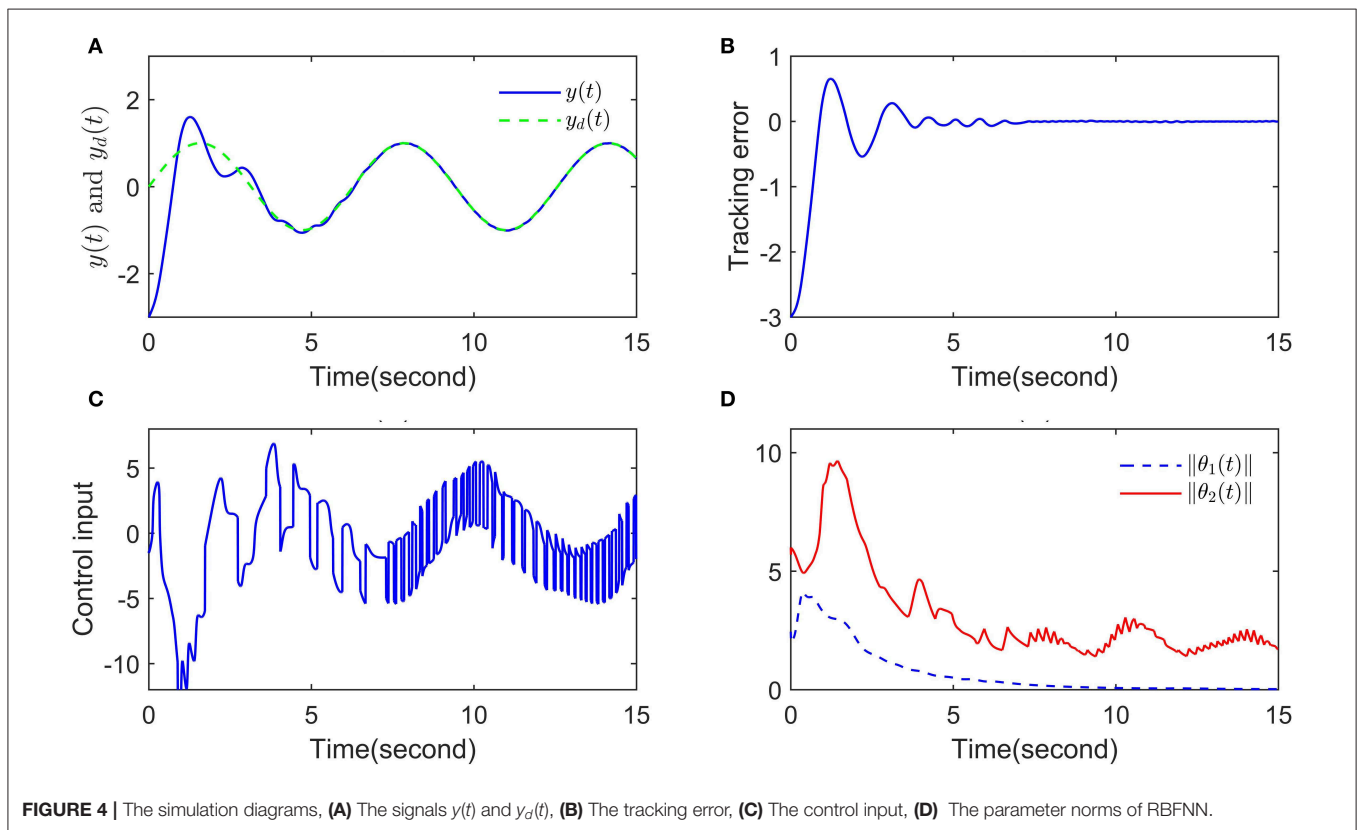 A
2
0
-2
y(t) and y_d(t)
y(t)
y_d(t)
0 5 10 15
Time(second)
B
1
0
-1
-2
-3
Tracking error
0 5 10 15
Time(second)
C
5
0
-5
-10
Control input
0 5 10 15
Time(second)
D
10
5
0
‖θ₁(t)‖
‖θ₂(t)‖
0 5 10 15
Time(second)
FIGURE 4 | The simulation diagrams, (A) The signals y(t) and y_d(t), (B) The tracking error, (C) The control input, (D) The parameter norms of RBFNN.